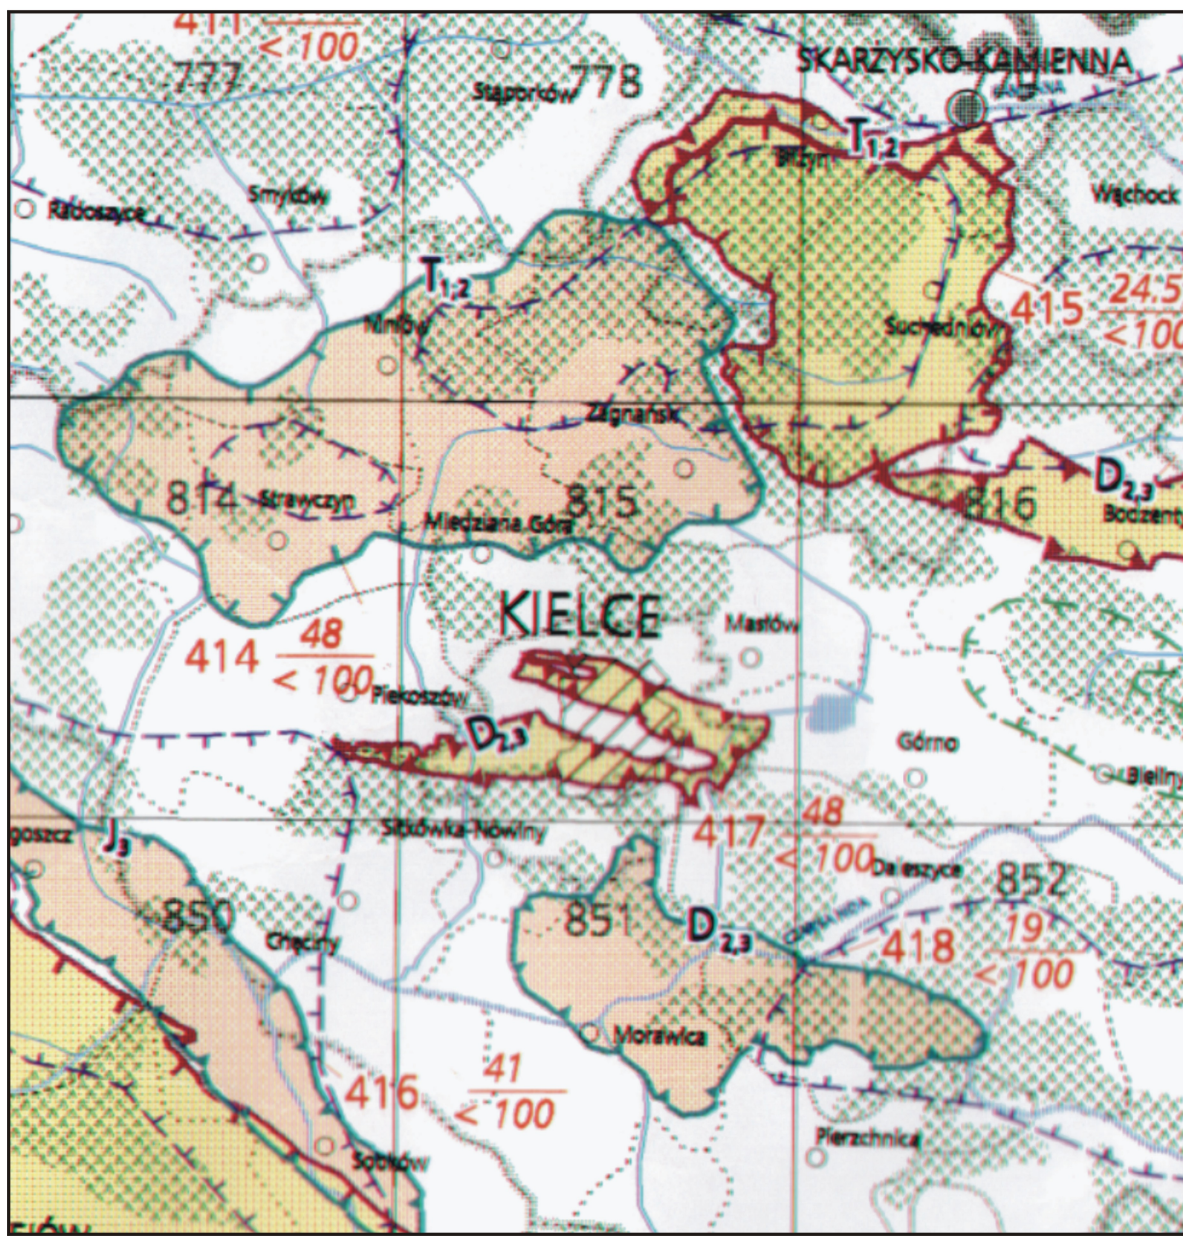 411
< 100
777
Stąporków
778
SKARŻYSKO-KAMIENNA
Smyków
Radoszyce
Bliżyn
T1,2
Wąchock
T1,2
Mniów
415
24.5
< 100
Suchedniów
Zagnańsk
814
Strawczyn
815
Miedziana Góra
816
D2,3
KIELCE
Masłów
414
48
< 100
Piekoszów
D2,3
Górno
Bieliny
J3
Sitkówka-Nowiny
417
48
< 100
Daleszyce
852
850
851
Chęciny
D2,3
418
19
< 100
Morawica
416
41
< 100
Pierzchnica
Sobków